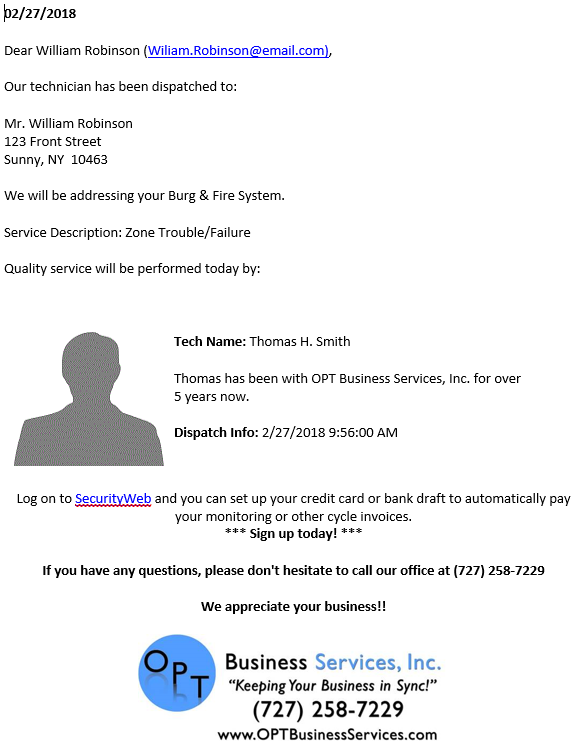 02/27/2018
Dear William Robinson (Wiliam.Robinson@email.com),
Our technician has been dispatched to:
Mr. William Robinson
123 Front Street
Sunny, NY  10463
We will be addressing your Burg & Fire System.
Service Description: Zone Trouble/Failure
Quality service will be performed today by:
Tech Name: Thomas H. Smith
Thomas has been with OPT Business Services, Inc. for over
5 years now.
Dispatch Info: 2/27/2018 9:56:00 AM
Log on to SecurityWeb and you can set up your credit card or bank draft to automatically pay
your monitoring or other cycle invoices.
*** Sign up today! ***
If you have any questions, please don't hesitate to call our office at (727) 258-7229
We appreciate your business!!
OPT
Business Services, Inc.
“Keeping Your Business in Sync!”
(727) 258-7229
www.OPTBusinessServices.com